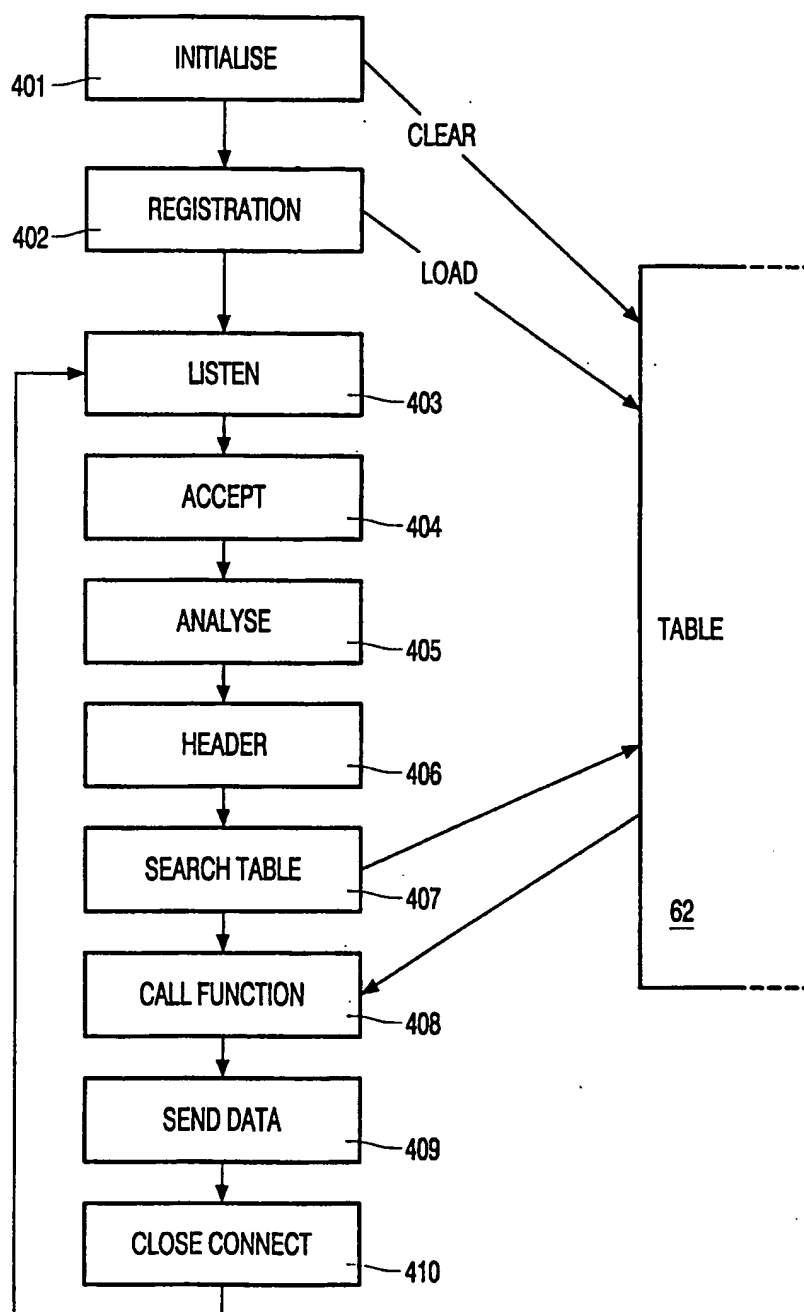 INITIALISE
401
CLEAR
REGISTRATION
402
LOAD
LISTEN
403
ACCEPT
404
ANALYSE
405
TABLE
HEADER
406
SEARCH TABLE
407
62
CALL FUNCTION
408
SEND DATA
409
CLOSE CONNECT
410